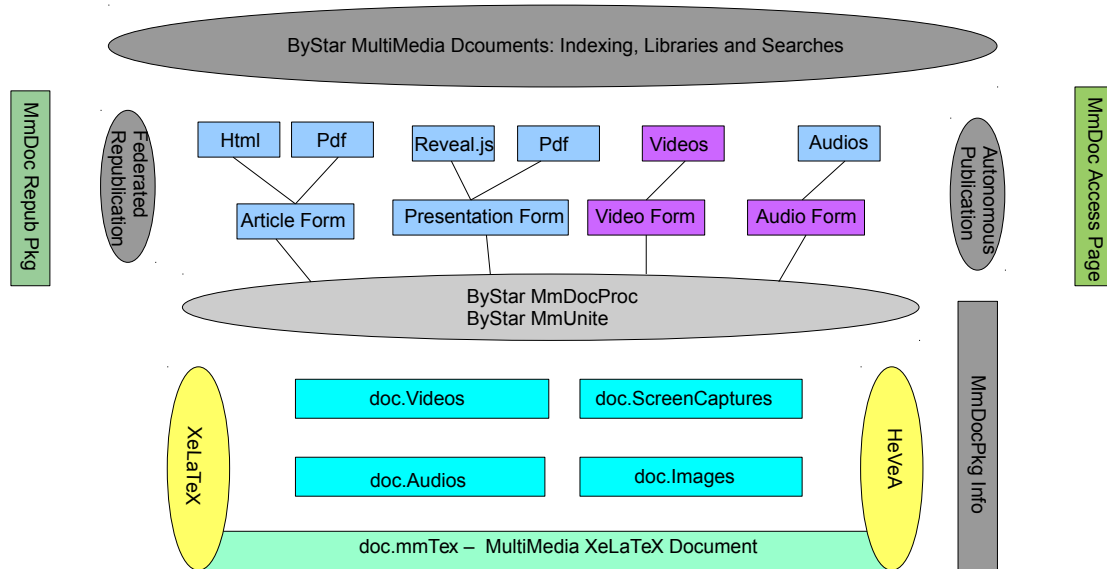 ByStar MultiMedia Dcouments: Indexing, Libraries and Searches
MmDoc Repub Pkg
Federated
Republication
Html
Pdf
Reveal.js
Pdf
Videos
Audios
Autonomous
Publication
MmDoc Access Page
Article Form
Presentation Form
Video Form
Audio Form
ByStar MmDocProc
ByStar MmUnite
XeLaTeX
doc.Videos
doc.ScreenCaptures
HeVeA
MmDocPkg Info
doc.Audios
doc.Images
doc.mmTex – MultiMedia XeLaTeX Document